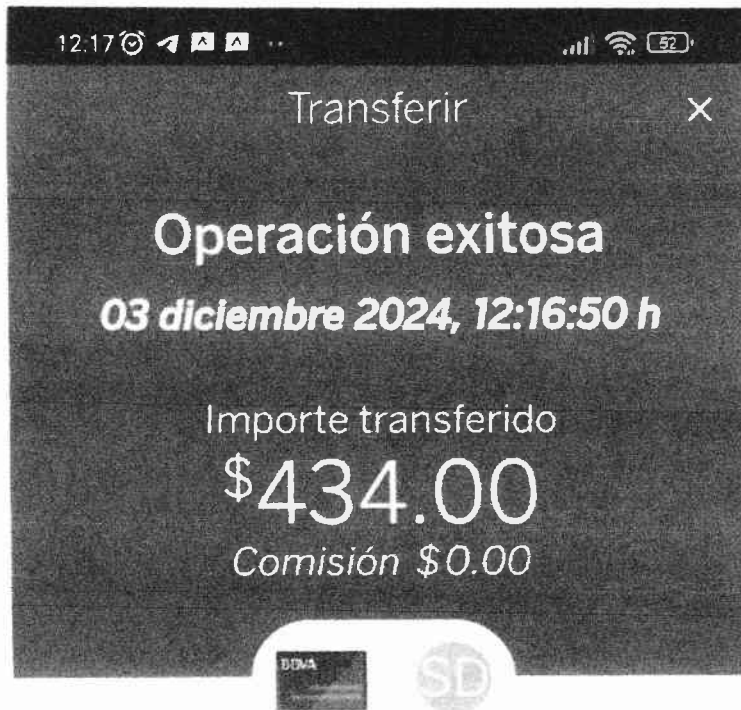 12:17
52
Transferir
Operación exitosa
03 diciembre 2024, 12:16:50 h
Importe transferido
$434.00
Comisión $0.00
BBVA
SD